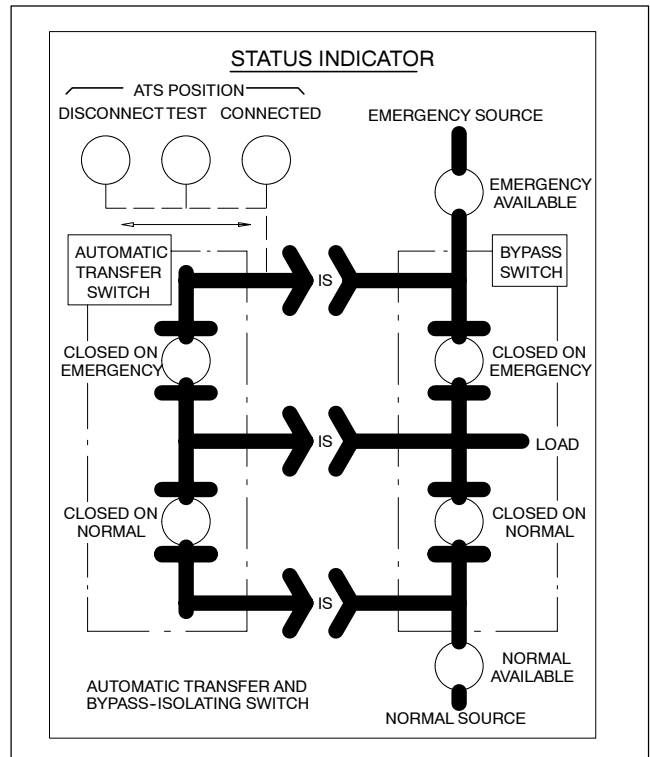 STATUS INDICATOR
ATS POSITION
DISCONNECT TEST CONNECTED
EMERGENCY SOURCE
EMERGENCY
AVAILABLE
AUTOMATIC
TRANSFER
SWITCH
BYPASS
SWITCH
IS
CLOSED ON
EMERGENCY
CLOSED ON
EMERGENCY
IS
LOAD
CLOSED ON
NORMAL
CLOSED ON
NORMAL
IS
NORMAL
AVAILABLE
AUTOMATIC TRANSFER AND
BYPASS-ISOLATING SWITCH
NORMAL SOURCE